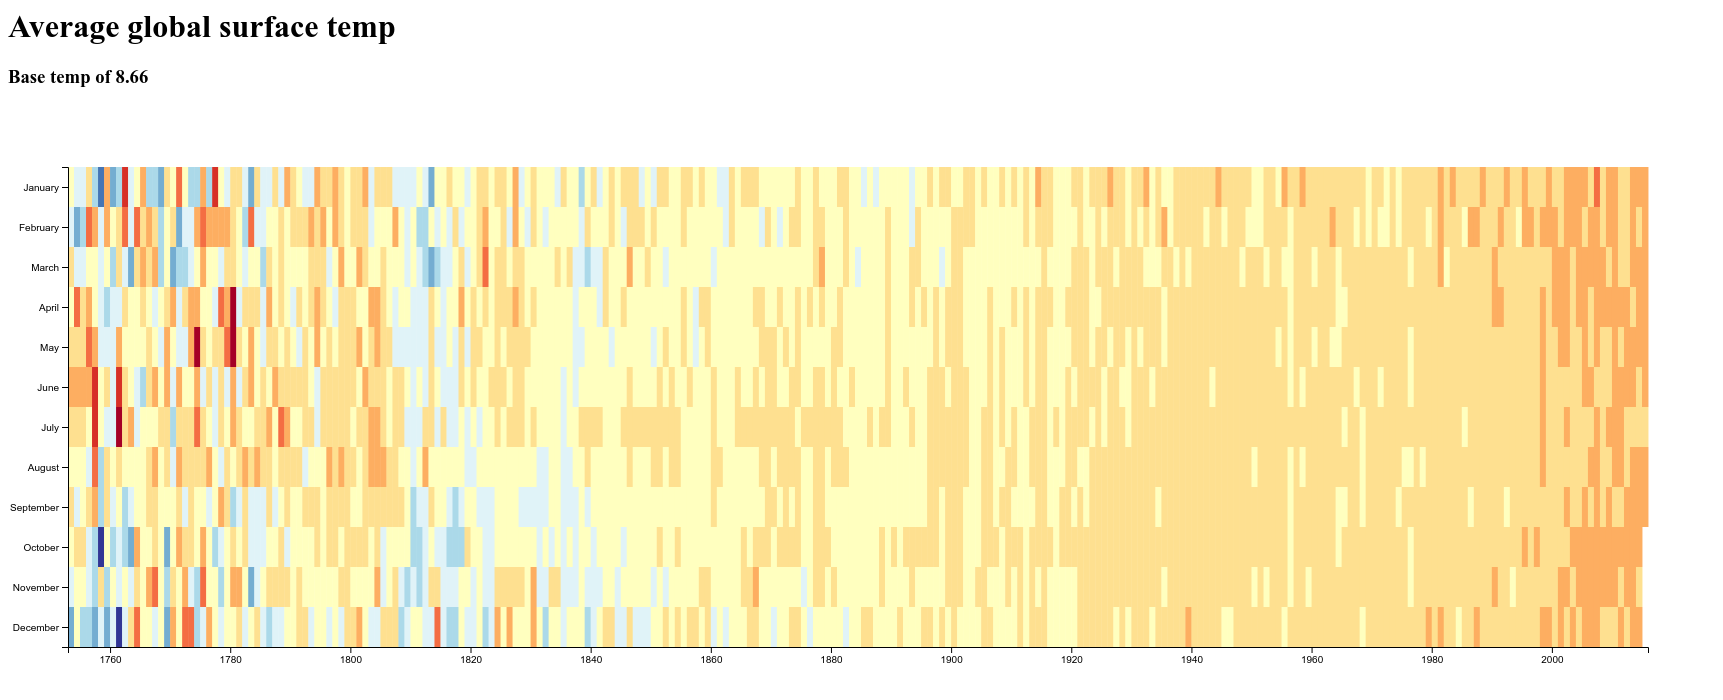 Average global surface temp
Base temp of 8.66
January
February
March
April
May
June
July
August
September
October
November
December
1760 1780 1800 1820 1840 1860 1880 1900 1920 1940 1960 1980 2000